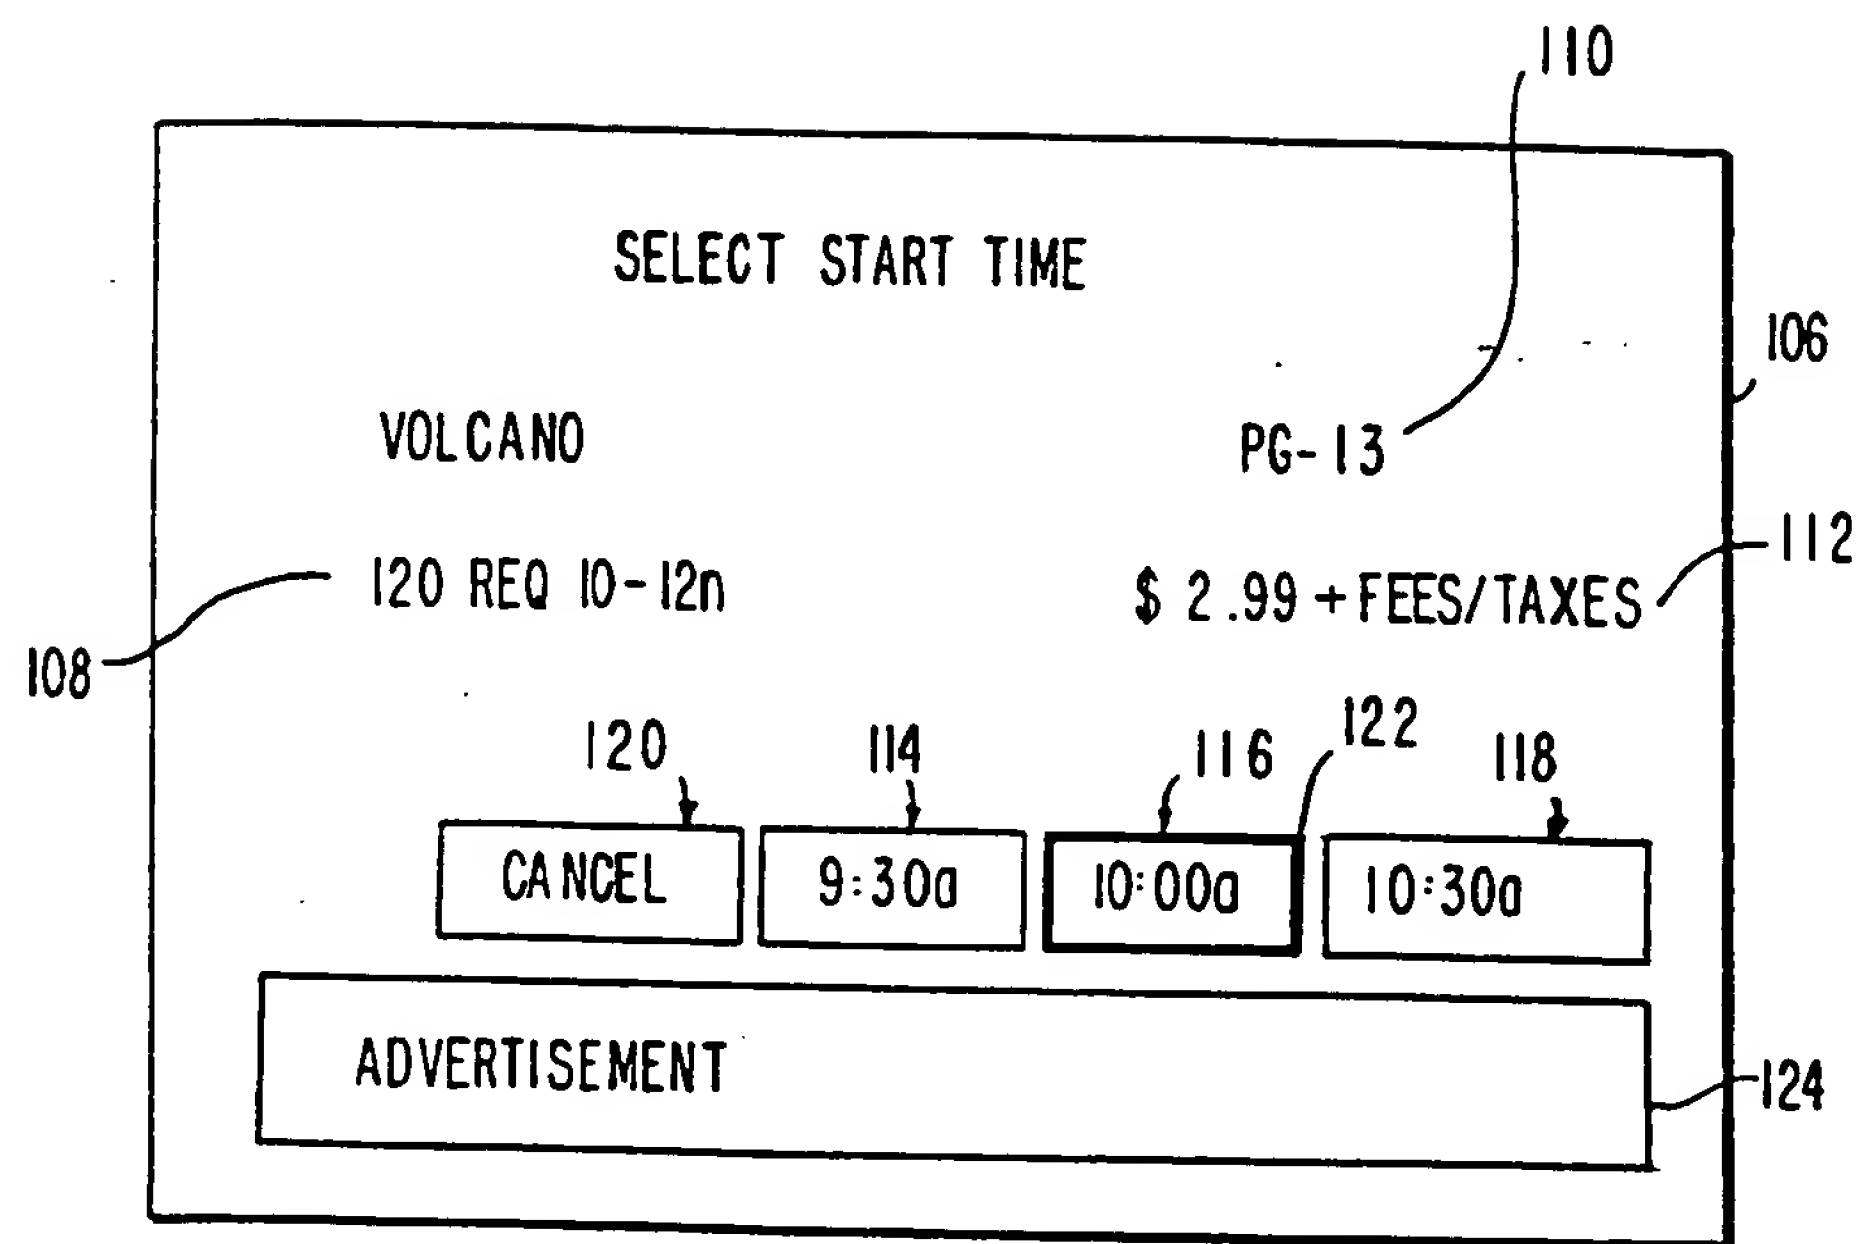 110
SELECT START TIME
106
VOLCANO PG-13
112
120 REQ 10-12n $ 2.99 + FEES/TAXES
108
120 114 116 122 118
CANCEL 9:30a 10:00a 10:30a
ADVERTISEMENT
124